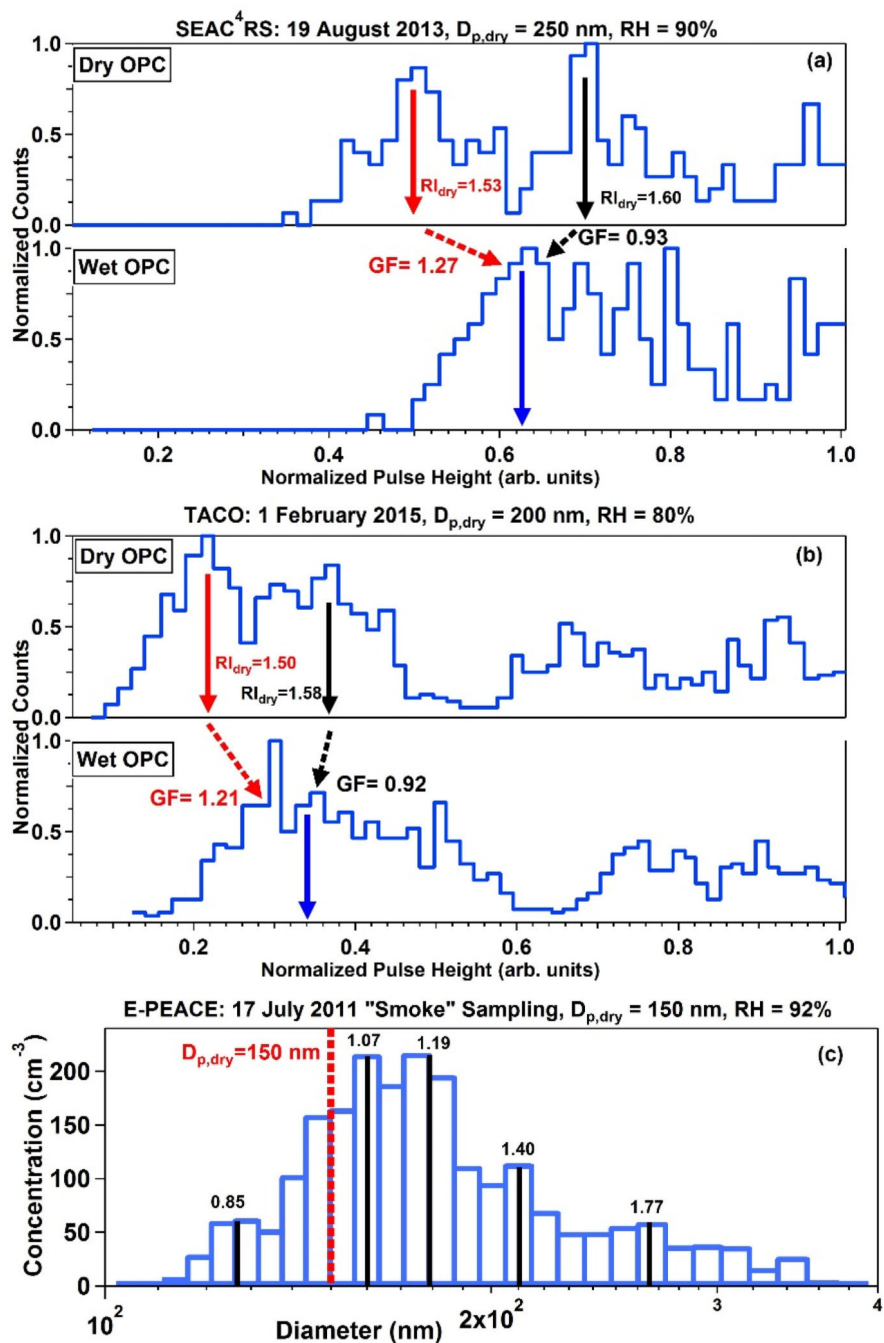 SEAC⁴RS: 19 August 2013, Dp,dry = 250 nm, RH = 90%
1.0
Dry OPC
(a)
0.5
RIdry=1.53
RIdry=1.60
0.0
Normalized Counts
1.0
Wet OPC
GF= 1.27
GF= 0.93
0.5
0.0
0.2 0.4 0.6 0.8 1.0
Normalized Pulse Height (arb. units)
TACO: 1 February 2015, Dp,dry = 200 nm, RH = 80%
1.0
Dry OPC
(b)
0.5
RIdry=1.50
RIdry=1.58
0.0
Normalized Counts
1.0
Wet OPC
GF= 1.21
GF= 0.92
0.5
0.0
0.2 0.4 0.6 0.8 1.0
Normalized Pulse Height (arb. units)
E-PEACE: 17 July 2011 "Smoke" Sampling, Dp,dry = 150 nm, RH = 92%
Dp,dry=150 nm
1.07
1.19
(c)
200
150
1.40
100
0.85
1.77
50
0
Concentration (cm⁻³)
10² 2x10² 3 4
Diameter (nm)